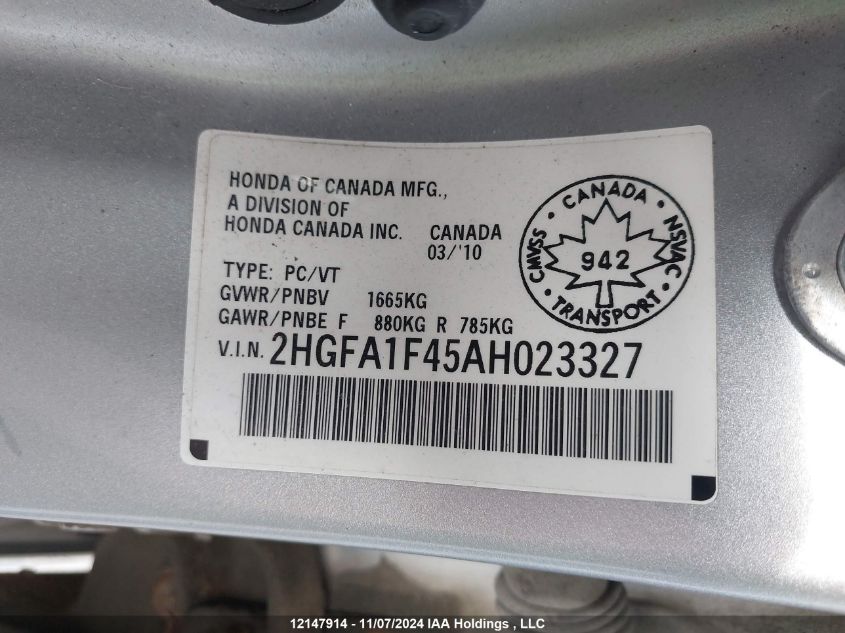 HONDA OF CANADA MFG.,
A DIVISION OF
HONDA CANADA INC. CANADA
03/'10
TYPE: PC/VT
GVWR/PNBV 1665KG
GAWR/PNBE F 880KG R 785KG
V.I.N. 2HGFA1F45AH023327
CANADA • NSVAC • TRANSPORT • CMVSS •
942
12147914 - 11/07/2024 IAA Holdings , LLC